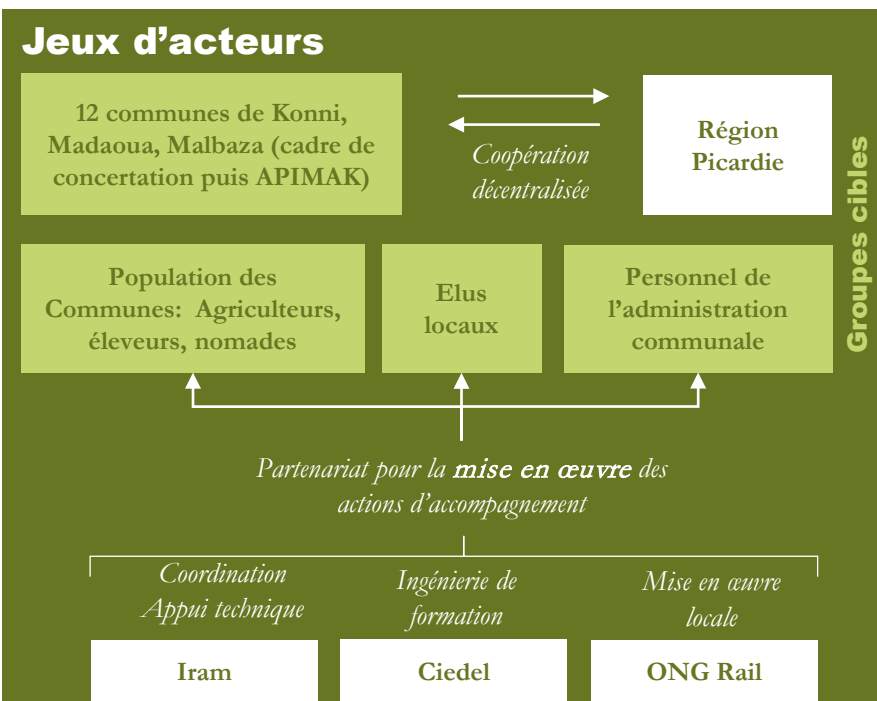 Jeux d’acteurs
12 communes de Konni,
Madaoua, Malbaza (cadre de
concertation puis APIMAK)
Coopération
décentralisée
Région
Picardie
Groupes cibles
Population des
Communes: Agriculteurs,
éleveurs, nomades
Elus
locaux
Personnel de
l’administration
communale
Partenariat pour la mise en œuvre des
actions d’accompagnement
Coordination
Appui technique
Ingénierie de
formation
Mise en œuvre
locale
Iram
Ciedel
ONG Rail